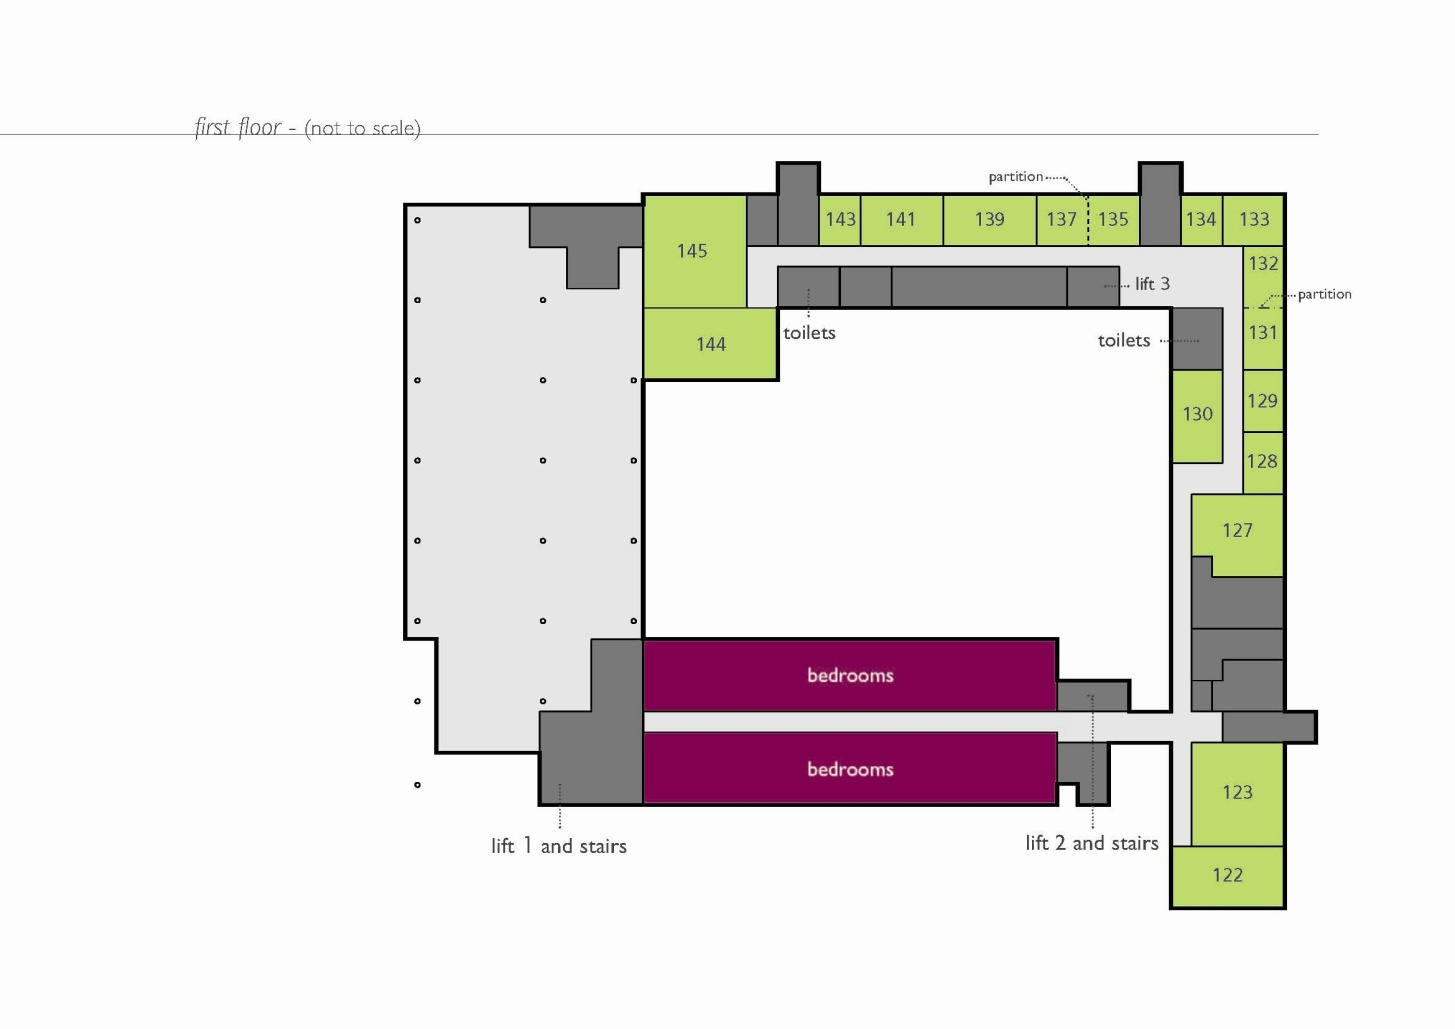 first floor - (not to scale)
partition
143
141
139
137
135
134
133
145
132
lift 3
partition
toilets
131
toilets
144
129
130
128
127
bedrooms
bedrooms
123
lift 1 and stairs
lift 2 and stairs
122